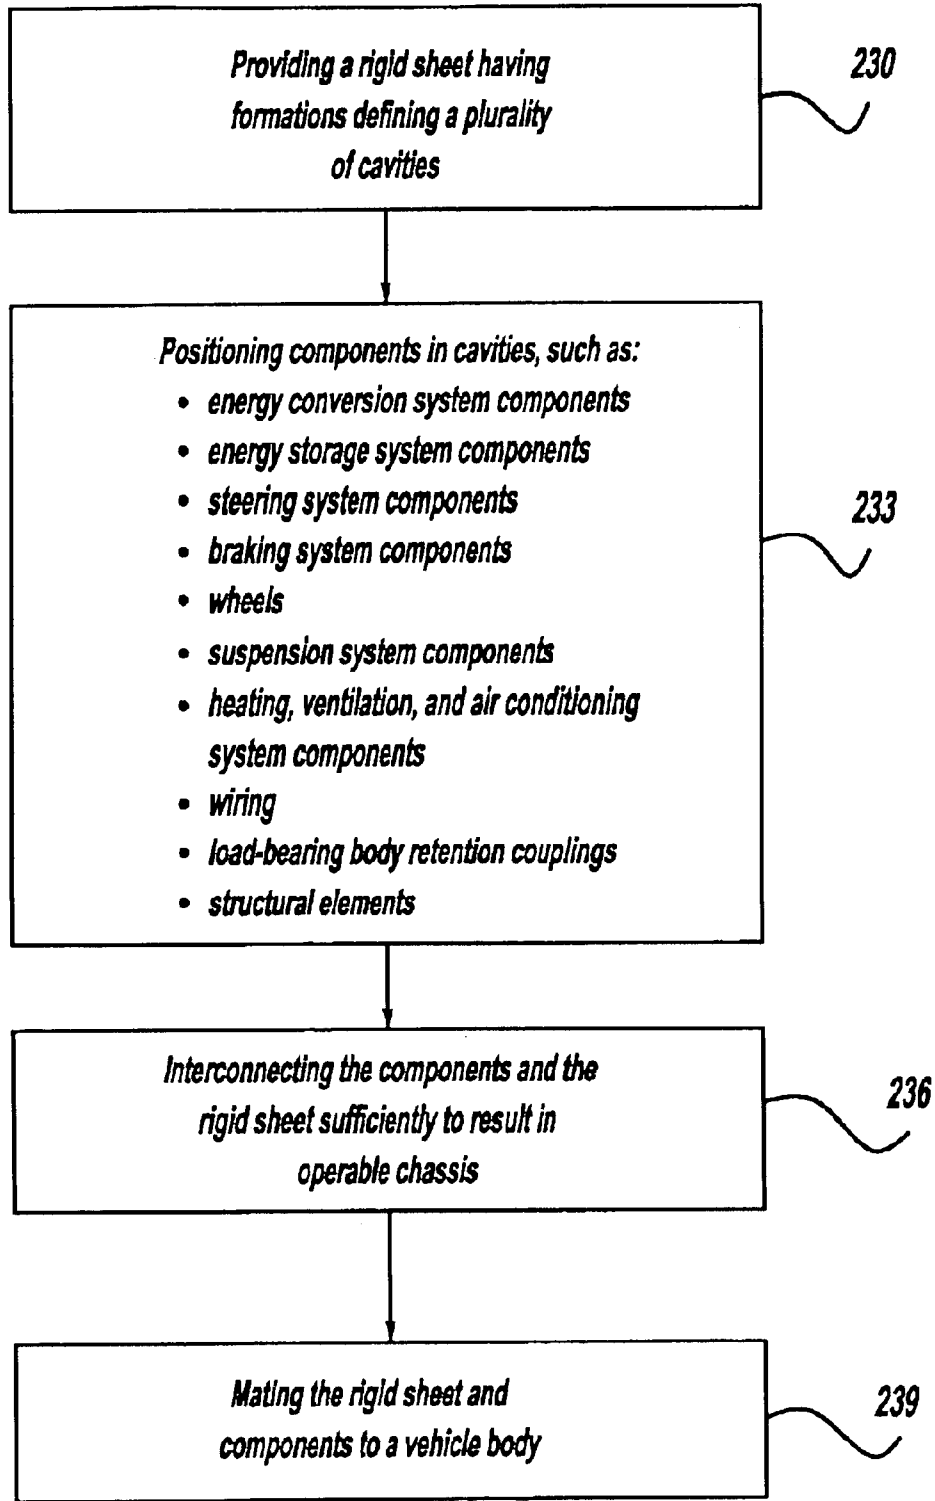 Providing a rigid sheet having
formations defining a plurality
of cavities
230
Positioning components in cavities, such as:
• energy conversion system components
• energy storage system components
• steering system components
• braking system components
• wheels
• suspension system components
• heating, ventilation, and air conditioning
system components
• wiring
• load-bearing body retention couplings
• structural elements
233
Interconnecting the components and the
rigid sheet sufficiently to result in
operable chassis
236
Mating the rigid sheet and
components to a vehicle body
239